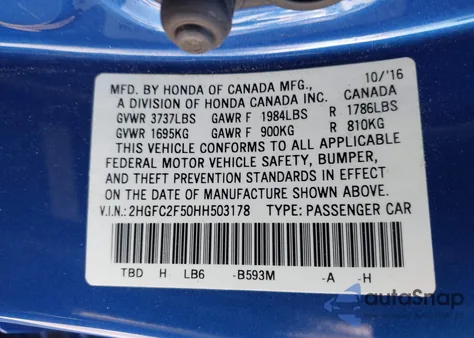 MFD. BY HONDA OF CANADA MFG., 10/'16
A DIVISION OF HONDA CANADA INC. CANADA
GVWR 3737LBS GAWR F 1984LBS R 1786LBS
GVWR 1695KG GAWR F 900KG R 810KG
THIS VEHICLE CONFORMS TO ALL APPLICABLE
FEDERAL MOTOR VEHICLE SAFETY, BUMPER,
AND THEFT PREVENTION STANDARDS IN EFFECT
ON THE DATE OF MANUFACTURE SHOWN ABOVE.
V.I.N.: 2HGFC2F50HH503178 TYPE: PASSENGER CAR
TBD H LB6 -B593M -A -H
autoSnap